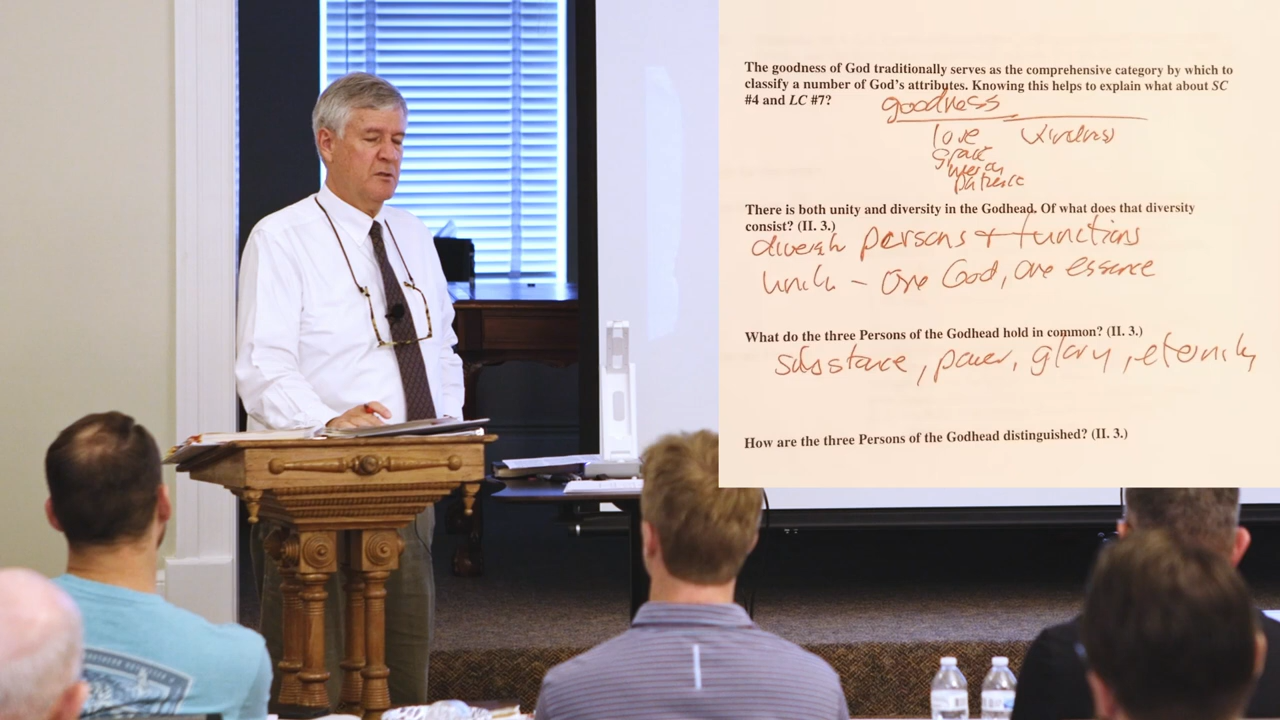 The goodness of God traditionally serves as the comprehensive category by which to
classify a number of God's attributes. Knowing this helps to explain what about SC
#4 and LC #7?
goodness
love kindness
grace
mercy
patience
There is both unity and diversity in the Godhead. Of what does that diversity
consist? (II. 3.)
persons + functions
– One God, one essence
What do the three Persons of the Godhead hold in common? (II. 3.)
substance, power, glory, eternity
How are the three Persons of the Godhead distinguished? (II. 3.)